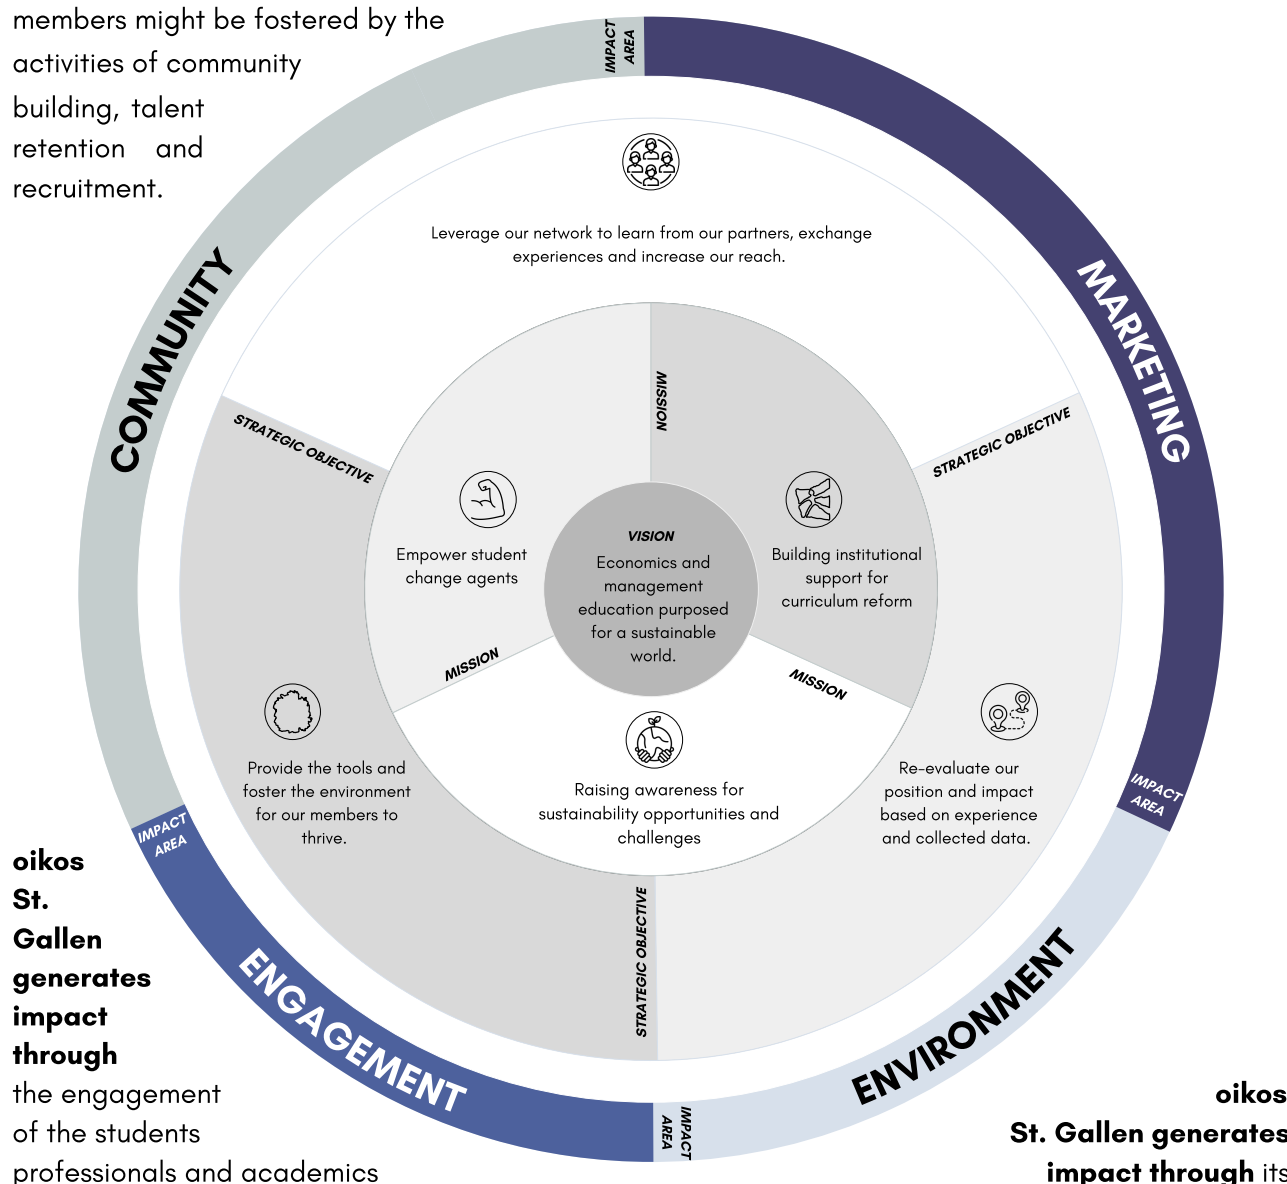 members might be fostered by the
activities of community
building, talent
retention and
recruitment.
IMPACT
AREA
COMMUNITY
MARKETING
Leverage our network to learn from our partners, exchange
experiences and increase our reach.
MISSION
STRATEGIC OBJECTIVE
STRATEGIC OBJECTIVE
Empower student
change agents
VISION
Economics and
management
education purposed
for a sustainable
world.
Building institutional
support for
curriculum reform
MISSION
MISSION
Provide the tools and
foster the environment
for our members to
thrive.
Raising awareness for
sustainability opportunities and
challenges
Re-evaluate our
position and impact
based on experience
and collected data.
IMPACT
AREA
IMPACT
AREA
STRATEGIC OBJECTIVE
ENGAGEMENT
ENVIRONMENT
IMPACT
AREA
oikos
St.
Gallen
generates
impact
through
the engagement
of the students
professionals and academics
oikos
St. Gallen generates
impact through its